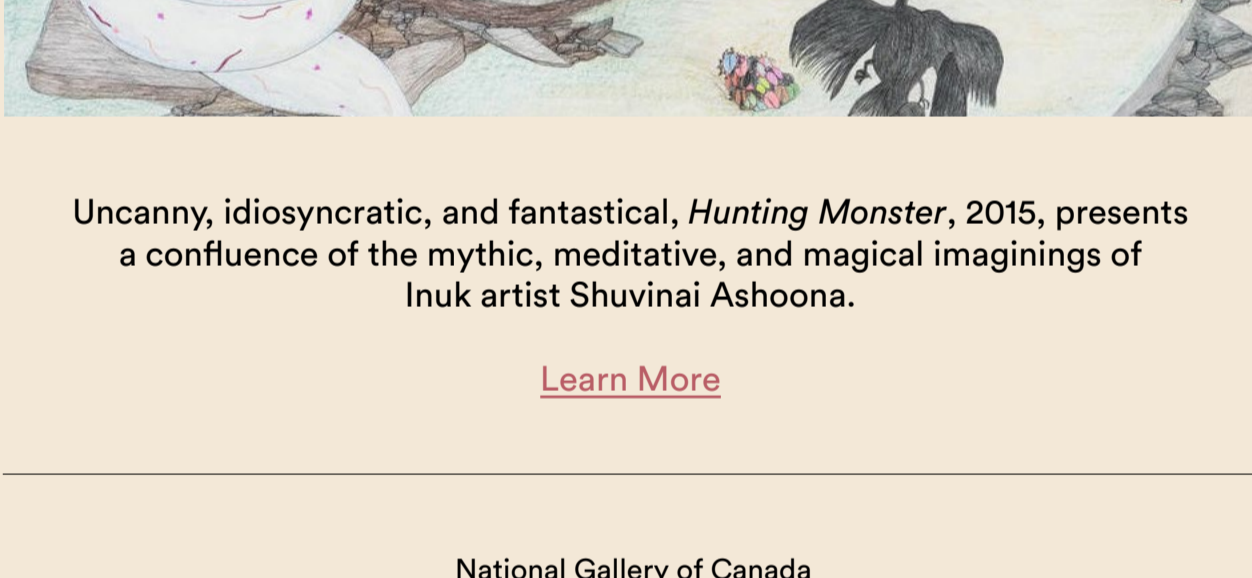 Uncanny, idiosyncratic, and fantastical, Hunting Monster, 2015, presents
a confluence of the mythic, meditative, and magical imaginings of
Inuk artist Shuvinai Ashoona.
Learn More
National Gallery of Canada